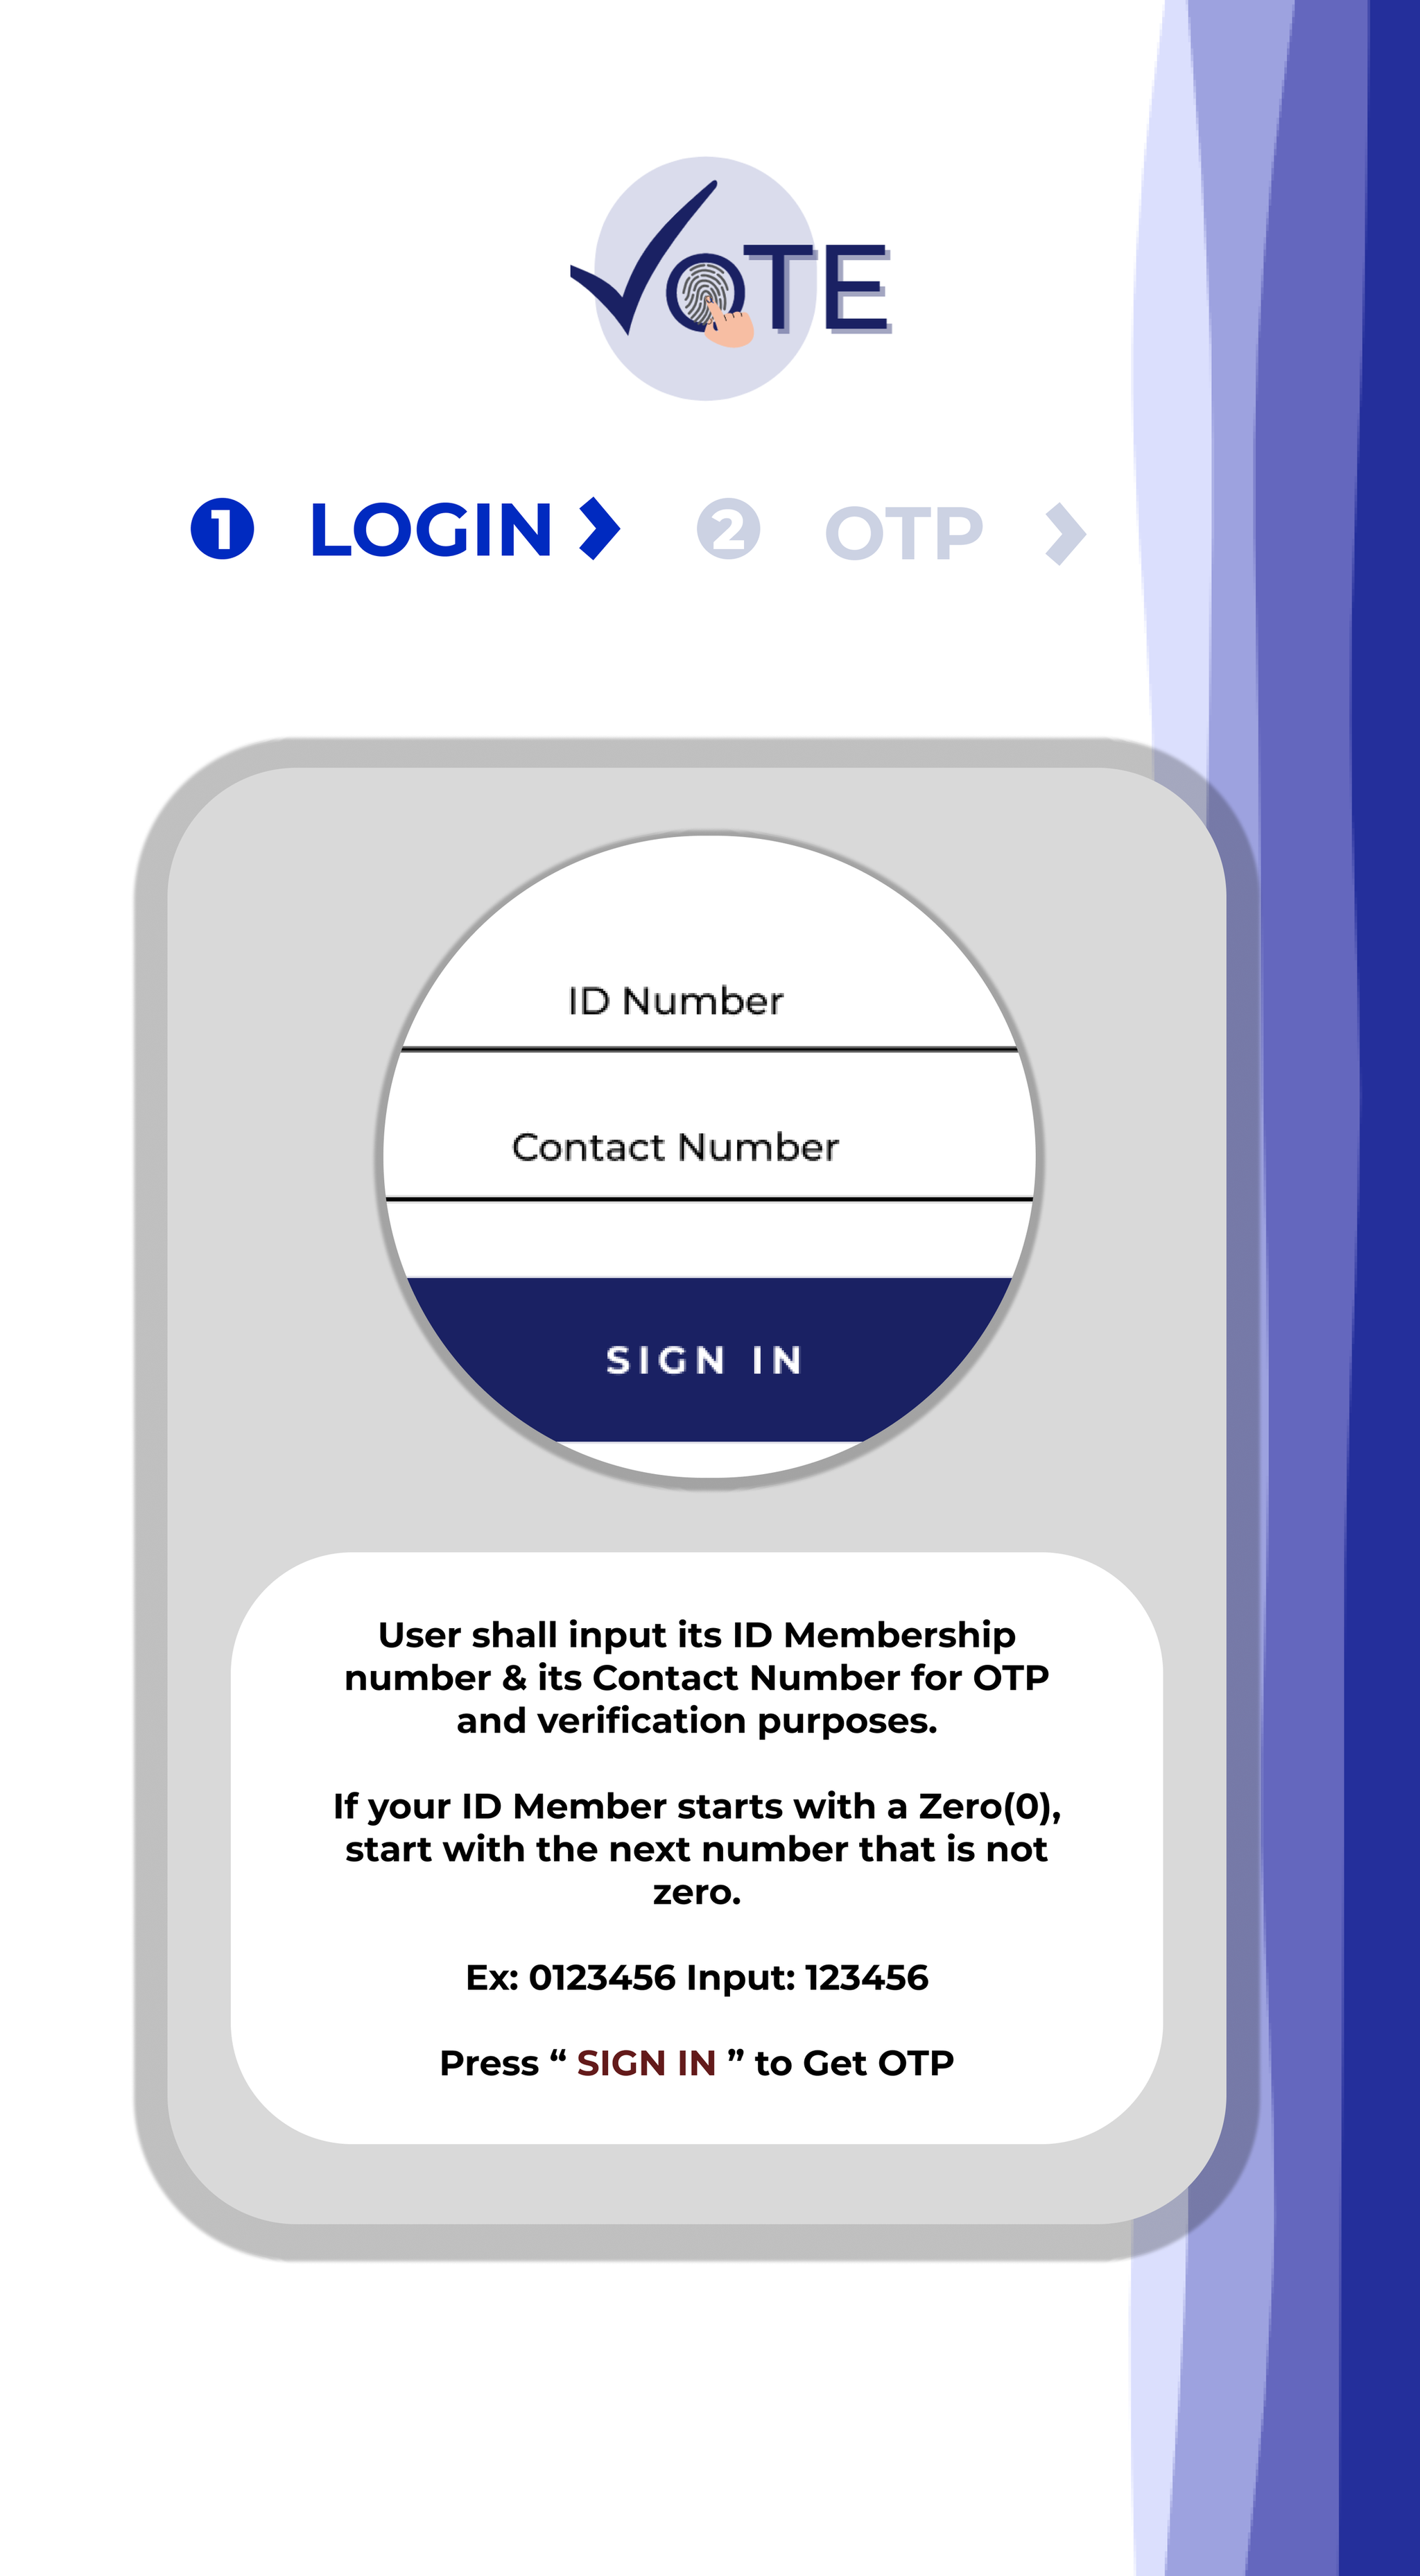 VOTE
1 LOGIN 2 OTP
ID Number
Contact Number
SIGN IN
User shall input its ID Membership
number & its Contact Number for OTP
and verification purposes.
If your ID Member starts with a Zero(0),
start with the next number that is not
zero.
Ex: 0123456 Input: 123456
Press “ SIGN IN ” to Get OTP